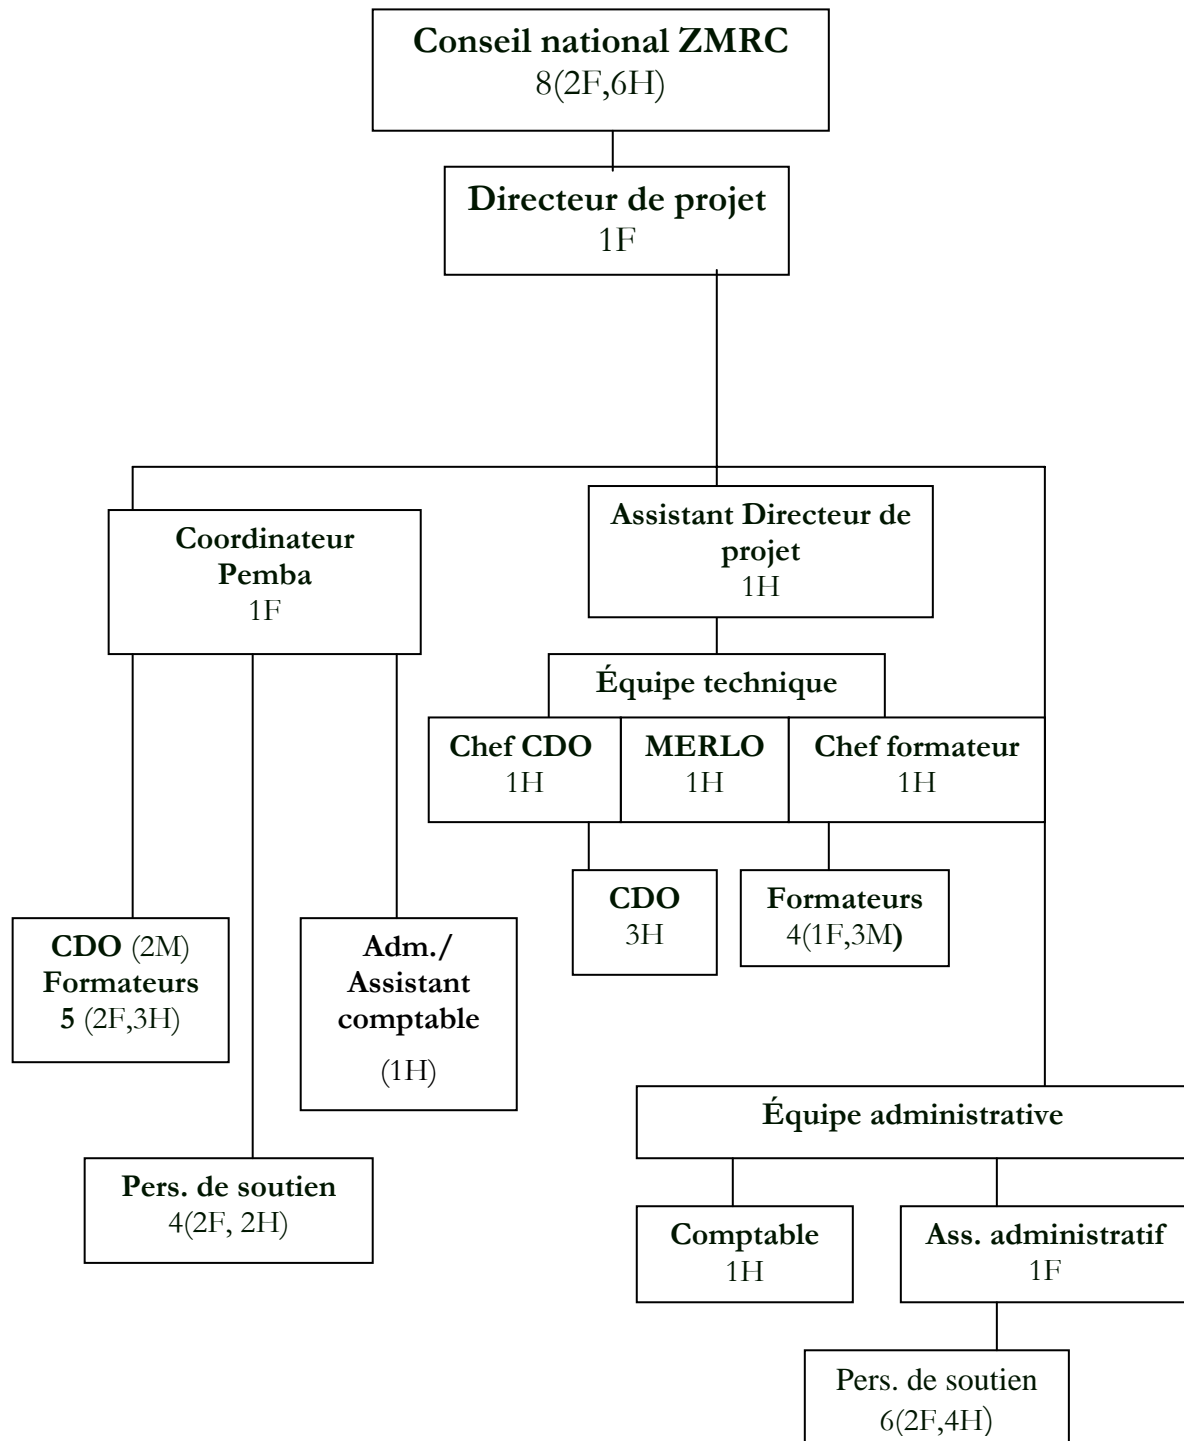 Conseil national ZMRC
8(2F,6H)
Directeur de projet
1F
Coordinateur
Pemba
1F
Assistant Directeur de
projet
1H
Équipe technique
Chef CDO
1H
MERLO
1H
Chef formateur
1H
CDO
3H
Formateurs
4(1F,3M)
CDO (2M)
Formateurs
5 (2F,3H)
Adm./
Assistant
comptable
(1H)
Pers. de soutien
4(2F, 2H)
Équipe administrative
Comptable
1H
Ass. administratif
1F
Pers. de soutien
6(2F,4H)